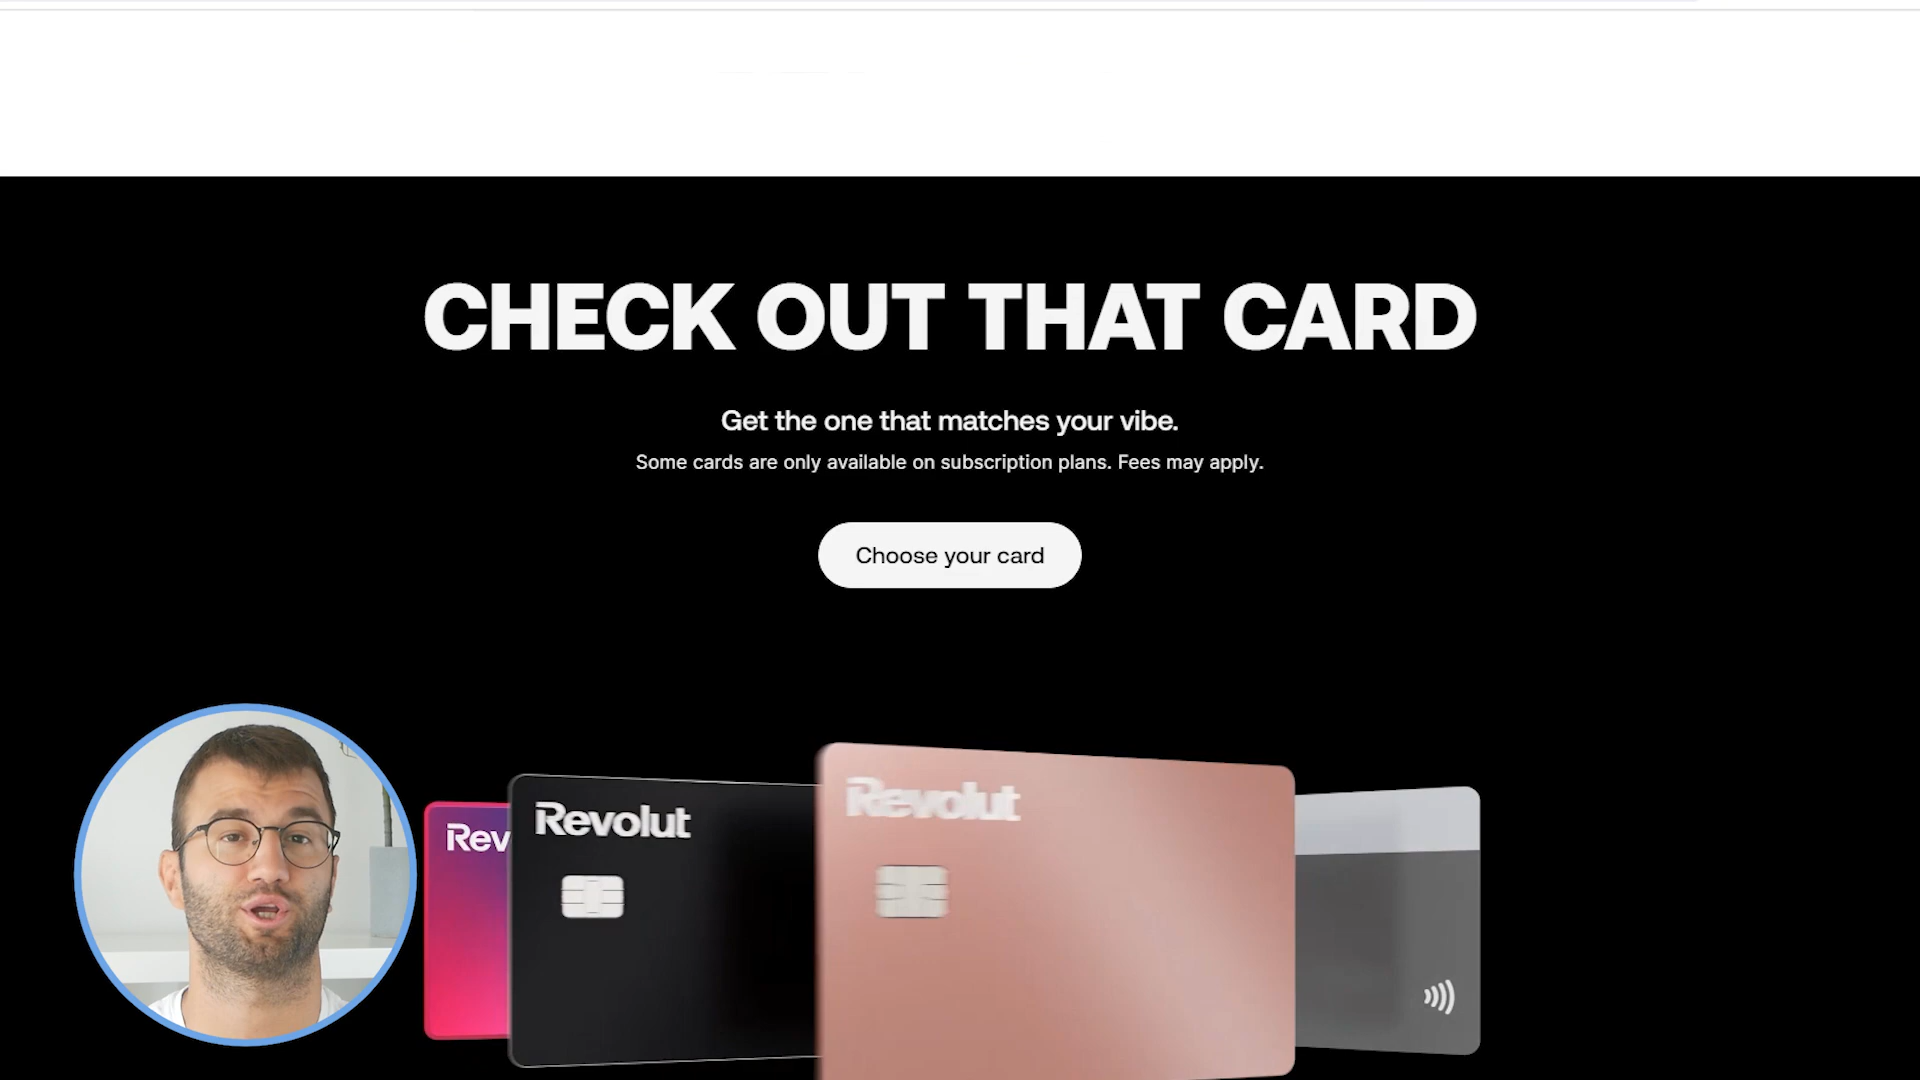 CHECK OUT THAT CARD
Get the one that matches your vibe.
Some cards are only available on subscription plans. Fees may apply.
Choose your card
Rev
Revolut
Revolut